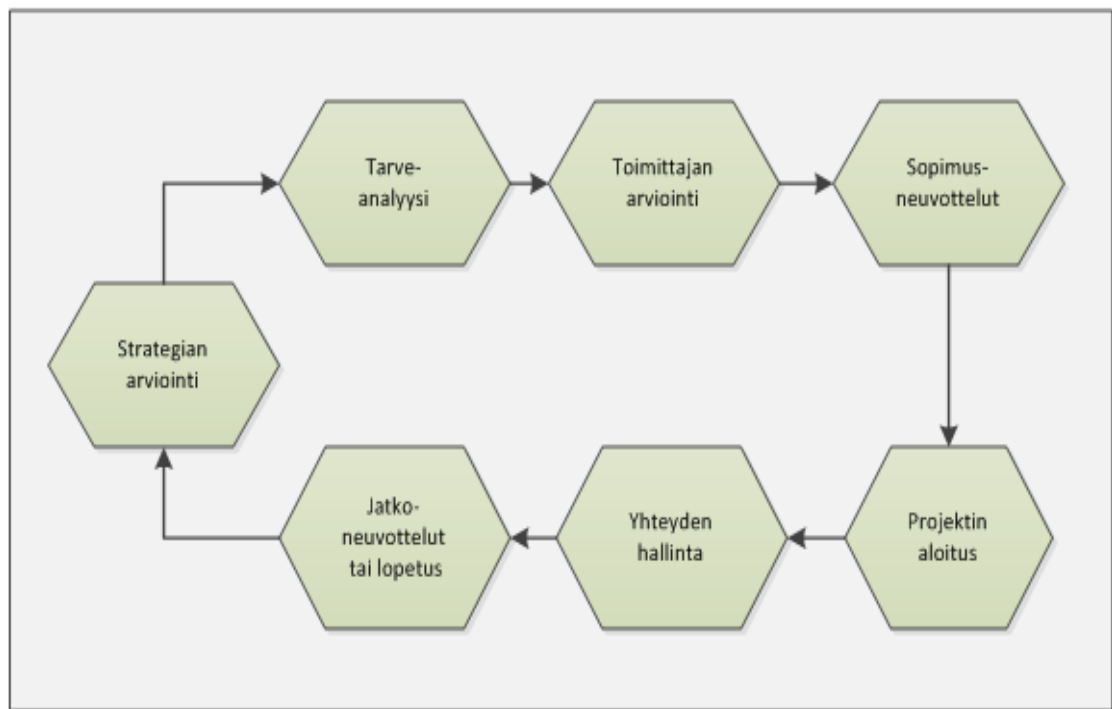 Tarve-
analyysi
Toimittajan
arviointi
Sopimus-
neuvottelut
Strategian
arviointi
Jatko-
neuvottelut
tai lopetus
Yhteyden
hallinta
Projektin
aloitus